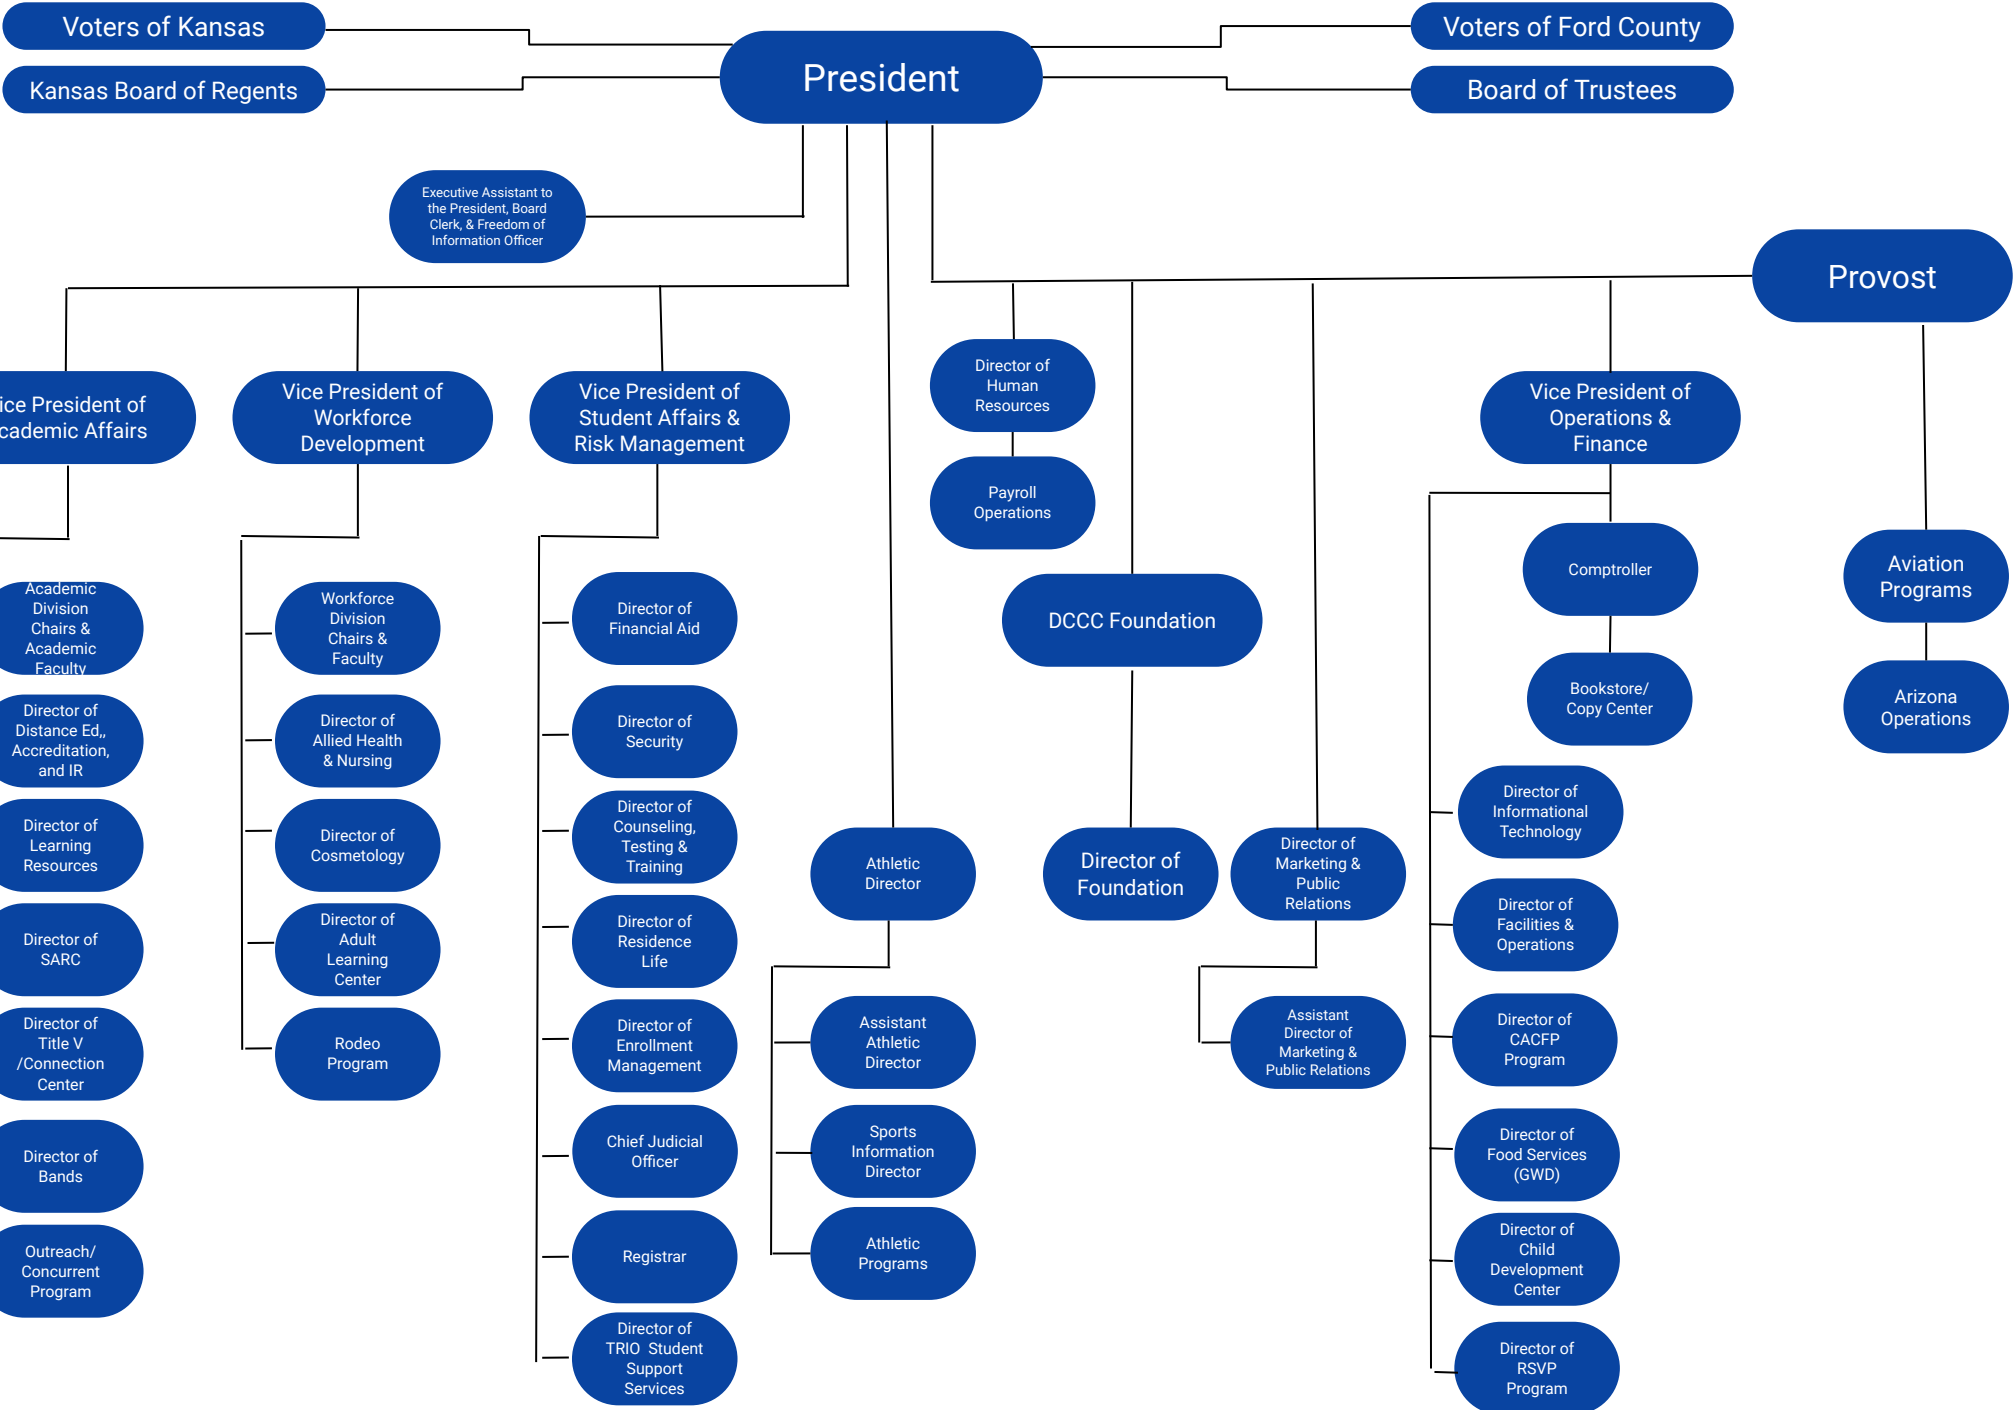 Voters of Kansas
Kansas Board of Regents
President
Voters of Ford County
Board of Trustees
Executive Assistant to
the President, Board
Clerk, & Freedom of
Information Officer
Provost
ice President of
cademic Affairs
Vice President of
Workforce
Development
Vice President of
Student Affairs &
Risk Management
Director of
Human
Resources
Payroll
Operations
Vice President of
Operations &
Finance
Academic
Division
Chairs &
Academic
Faculty
Director of
Distance Ed,,
Accreditation,
and IR
Director of
Learning
Resources
Director of
SARC
Director of
Title V
/Connection
Center
Director of
Bands
Outreach/
Concurrent
Program
Workforce
Division
Chairs &
Faculty
Director of
Allied Health
& Nursing
Director of
Cosmetology
Director of
Adult
Learning
Center
Rodeo
Program
Director of
Financial Aid
Director of
Security
Director of
Counseling,
Testing &
Training
Director of
Residence
Life
Director of
Enrollment
Management
Chief Judicial
Officer
Registrar
Director of
TRIO  Student
Support
Services
Athletic
Director
Assistant
Athletic
Director
Sports
Information
Director
Athletic
Programs
DCCC Foundation
Director of
Foundation
Director of
Marketing &
Public
Relations
Assistant
Director of
Marketing &
Public Relations
Comptroller
Bookstore/
Copy Center
Director of
Informational
Technology
Director of
Facilities &
Operations
Director of
CACFP
Program
Director of
Food Services
(GWD)
Director of
Child
Development
Center
Director of
RSVP
Program
Aviation
Programs
Arizona
Operations